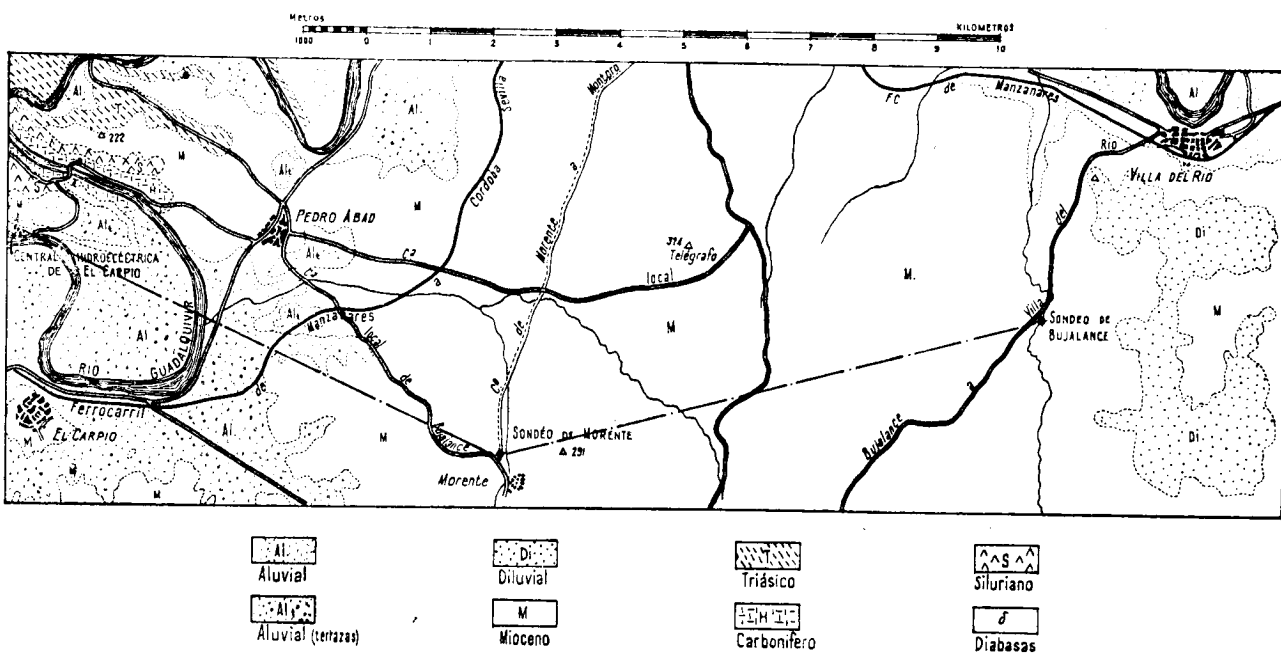 Metros
KILOMETROS
1000 0 1 2 3 4 5 6 7 8 9 10
Al
T
222
M
S
S
H
M
Al
Al
Al
PEDRO ABAD
CENTRAL HIDROELÉCTRICA
DE EL CARPIO
Al
RIO GUADALQUIVIR
Ferrocarril de Manzanares a Cordoba
EL CARPIO
M
M
M
Al
M
Cª local de Bujalance
Morente
SONDEO DE MORENTE
291
Cª de Morente a Montoro
Cª local
314
Telégrafo
M
M
M.
F C de Manzanares
Al
VILLA DEL RIO
Bujalance a Villa del Rio
SONDEO DE
BUJALANCE
Di
M
Di
Al
Aluvial
Di
Diluvial
T
Triásico
S
Siluriano
Al
Aluvial (terrazas)
M
Mioceno
H
Carbonífero
δ
Diabasas